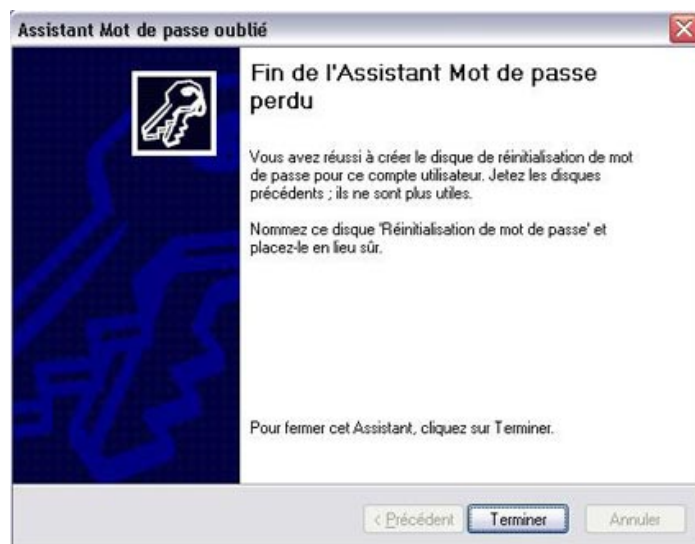 Assistant Mot de passe oublié
Fin de l'Assistant Mot de passe
perdu
Vous avez réussi à créer le disque de réinitialisation de mot
de passe pour ce compte utilisateur. Jetez les disques
précédents ; ils ne sont plus utiles.
Nommez ce disque 'Réinitialisation de mot de passe' et
placez-le en lieu sûr.
Pour fermer cet Assistant, cliquez sur Terminer.
< Précédent Terminer Annuler